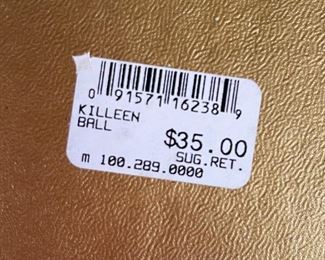 0 91571 16238 9
KILLEEN
BALL
$35.00
SUG.RET.
m 100.289.0000